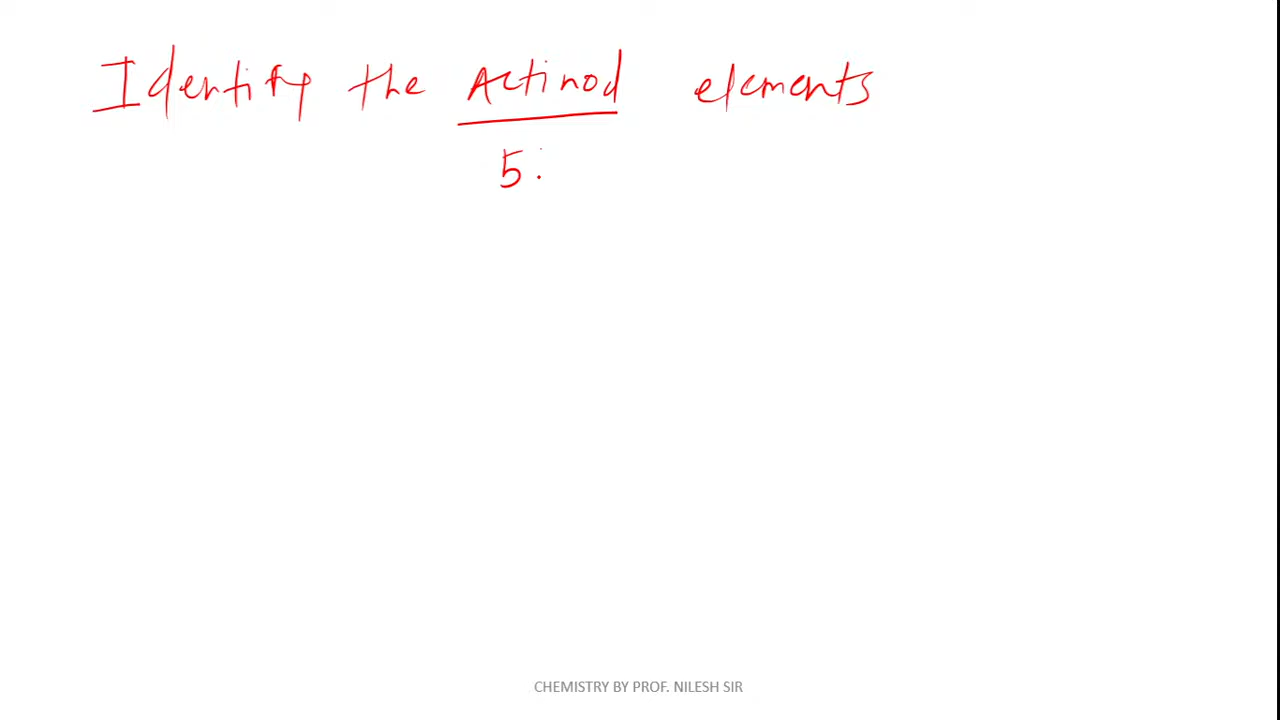 Identify the Actinod elements
5:
CHEMISTRY BY PROF. NILESH SIR